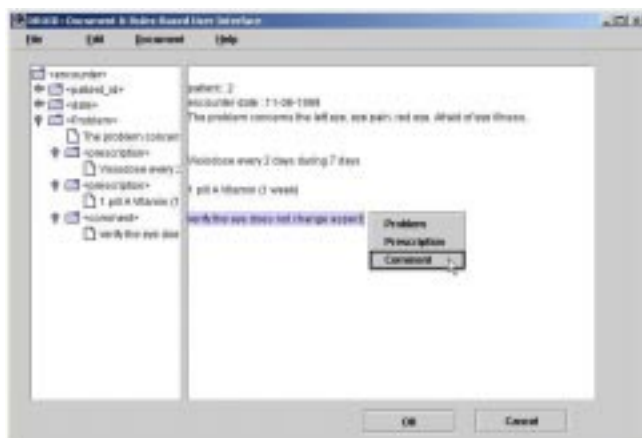 Document & Rules Based User Interface
File Edit Document Help
<encounter>
<patient_id>
<date>
<Problem>
The problem concern
<prescription>
Visiodose every 2
<prescription>
1 pill A Vitamin (1
<comment>
verify the eye doe
patient : 2
encounter date : 11-08-1998
The problem concerns the left eye, eye pain, red eye. Afraid of eye illness.
Visiodose every 2 days during 7 days
1 pill A Vitamin (1 week)
verify the eye does not change aspect
Problem
Prescription
Comment
OK Cancel